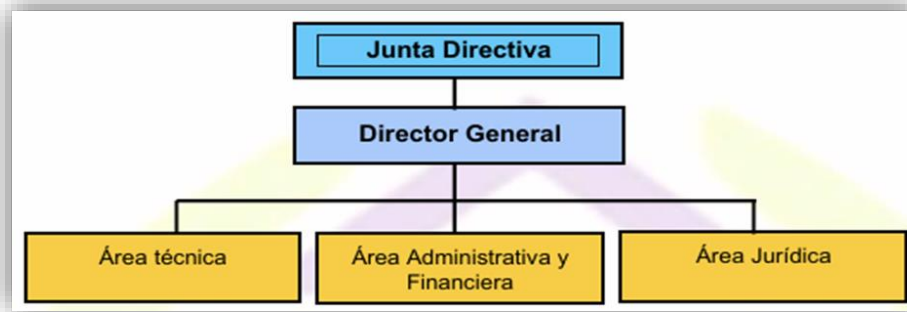 Junta Directiva
Director General
Área técnica
Área Administrativa y
Financiera
Área Jurídica